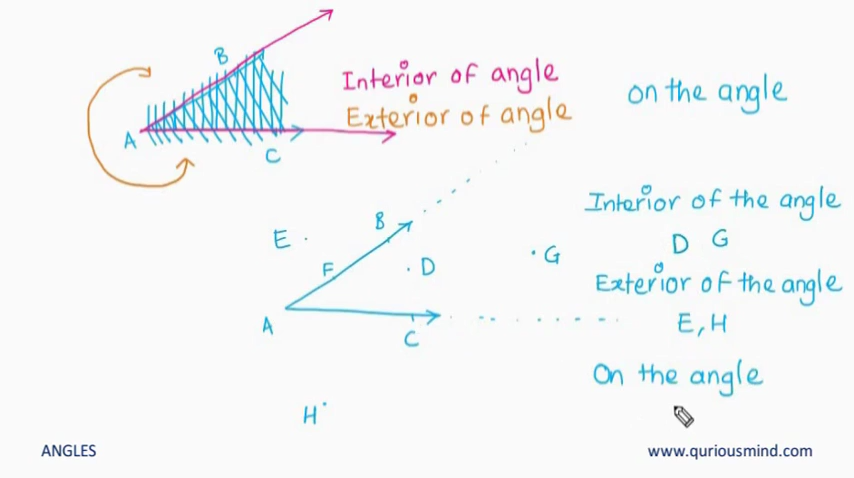 B
Interior of angle
on the angle
Exterior of angle
A
C
Interior of the angle
B
E
D G
G
D
F
Exterior of the angle
A
E, H
C
On the angle
H
ANGLES
www.quriousmind.com